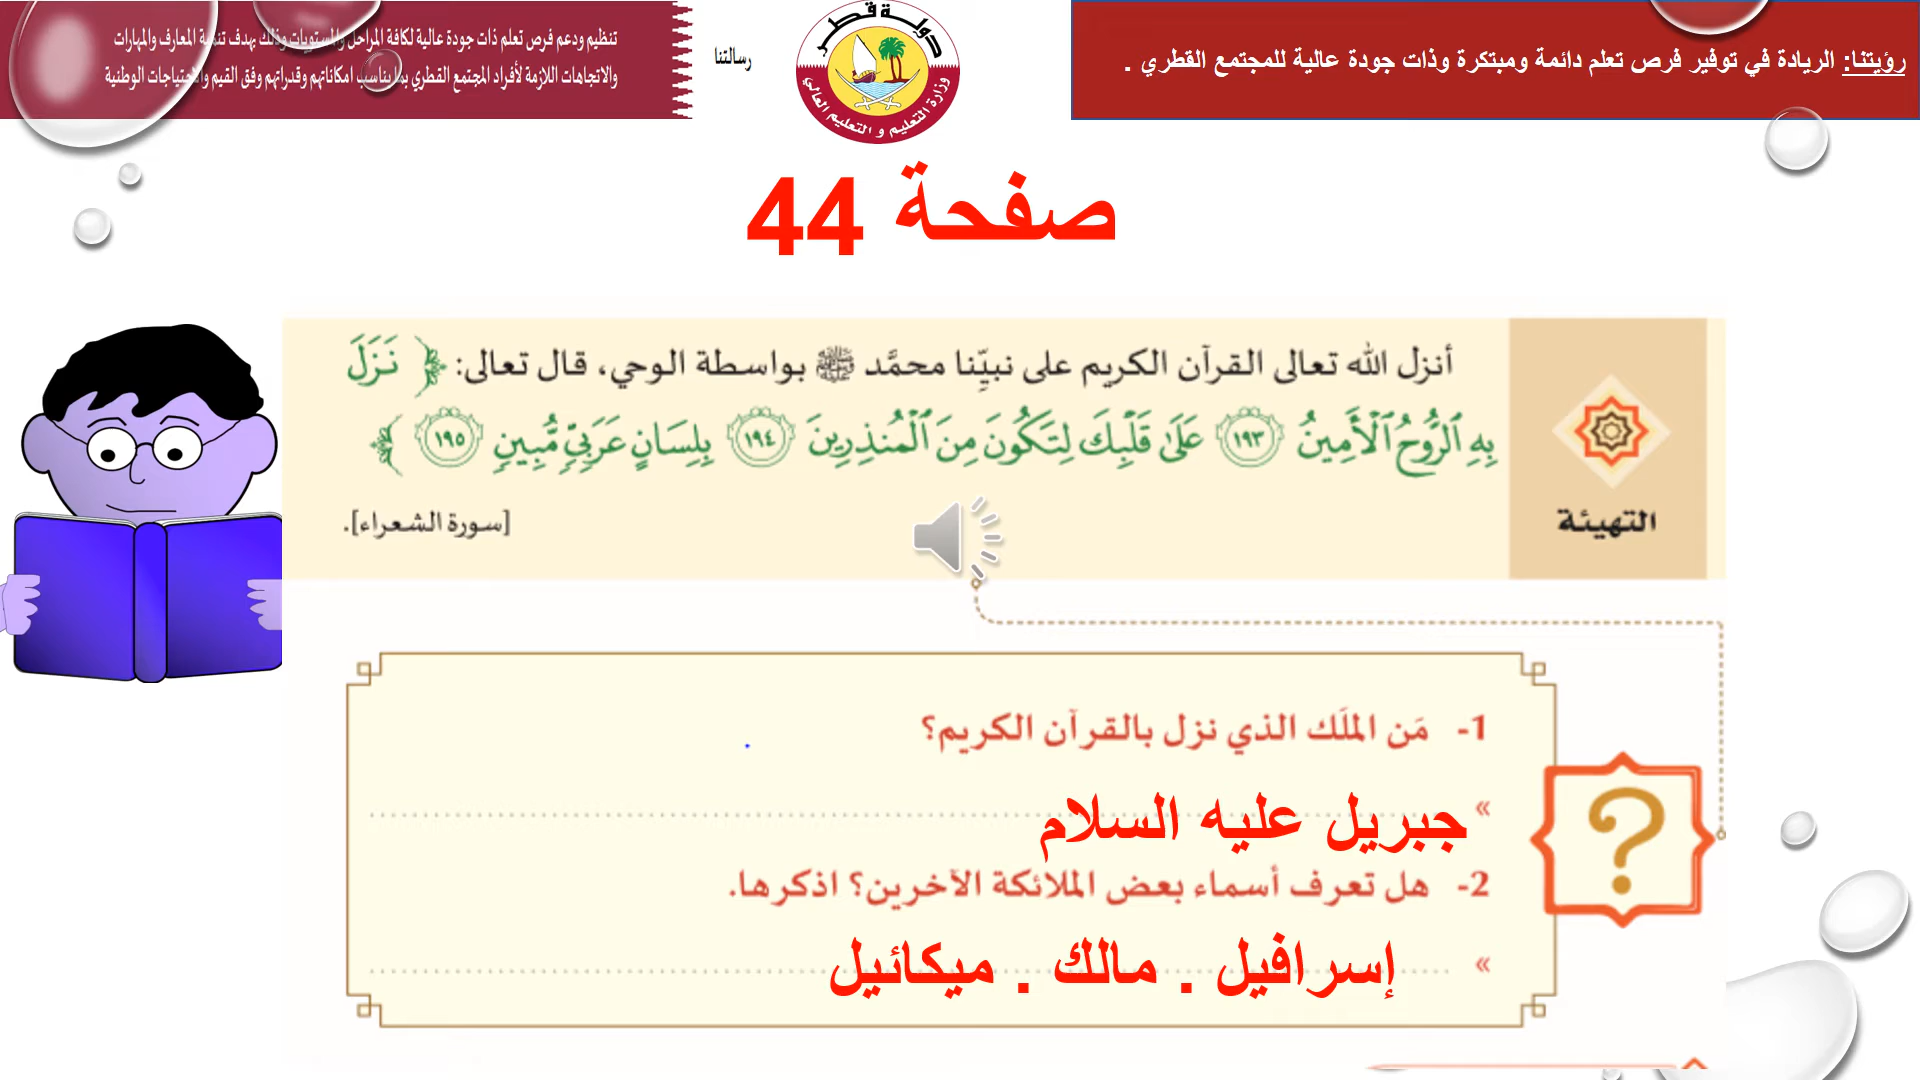 رؤيتنا: الريادة في توفير فرص تعلم دائمة ومبتكرة وذات جودة عالية للمجتمع القطري .
دولة قطر
وزارة التعليم و التعليم العالي
رسالتنا
تنظيم ودعم فرص تعلم ذات جودة عالية لكافة المراحل والمستويات وذلك بهدف تنمية المعارف والمهارات
والاتجاهات اللازمة لأفراد المجتمع القطري بما يناسب امكاناتهم وقدراتهم وفق القيم والاحتياجات الوطنية
صفحة 44
التهيئة
أنزل الله تعالى القرآن الكريم على نبيِّنا محمَّد ﷺ بواسطة الوحي، قال تعالى: ﴿ نَزَلَ
بِهِ ٱلرُّوحُ ٱلْأَمِينُ ١٩٣ عَلَىٰ قَلْبِكَ لِتَكُونَ مِنَ ٱلْمُنذِرِينَ ١٩٤ بِلِسَانٍ عَرَبِيٍّ مُّبِينٍ ١٩٥ ﴾
[سورة الشعراء].
1- مَن الملَك الذي نزل بالقرآن الكريم؟
» جبريل عليه السلام
2- هل تعرف أسماء بعض الملائكة الآخرين؟ اذكرها.
» إسرافيل . مالك . ميكائيل
؟